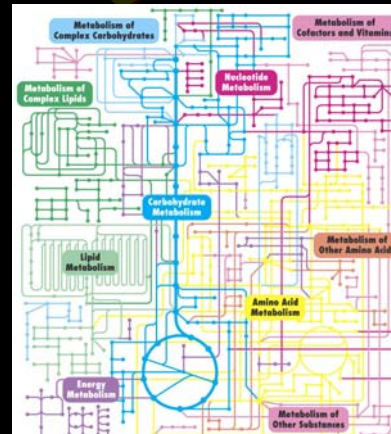 Metabolism of
Complex Carbohydrates
Metabolism of
Cofactors and Vitamins
Nucleotide
Metabolism
Metabolism of
Complex Lipids
Carbohydrate
Metabolism
Lipid
Metabolism
Metabolism of
Other Amino Acid
Amino Acid
Metabolism
Energy
Metabolism
Metabolism of
Other Substances